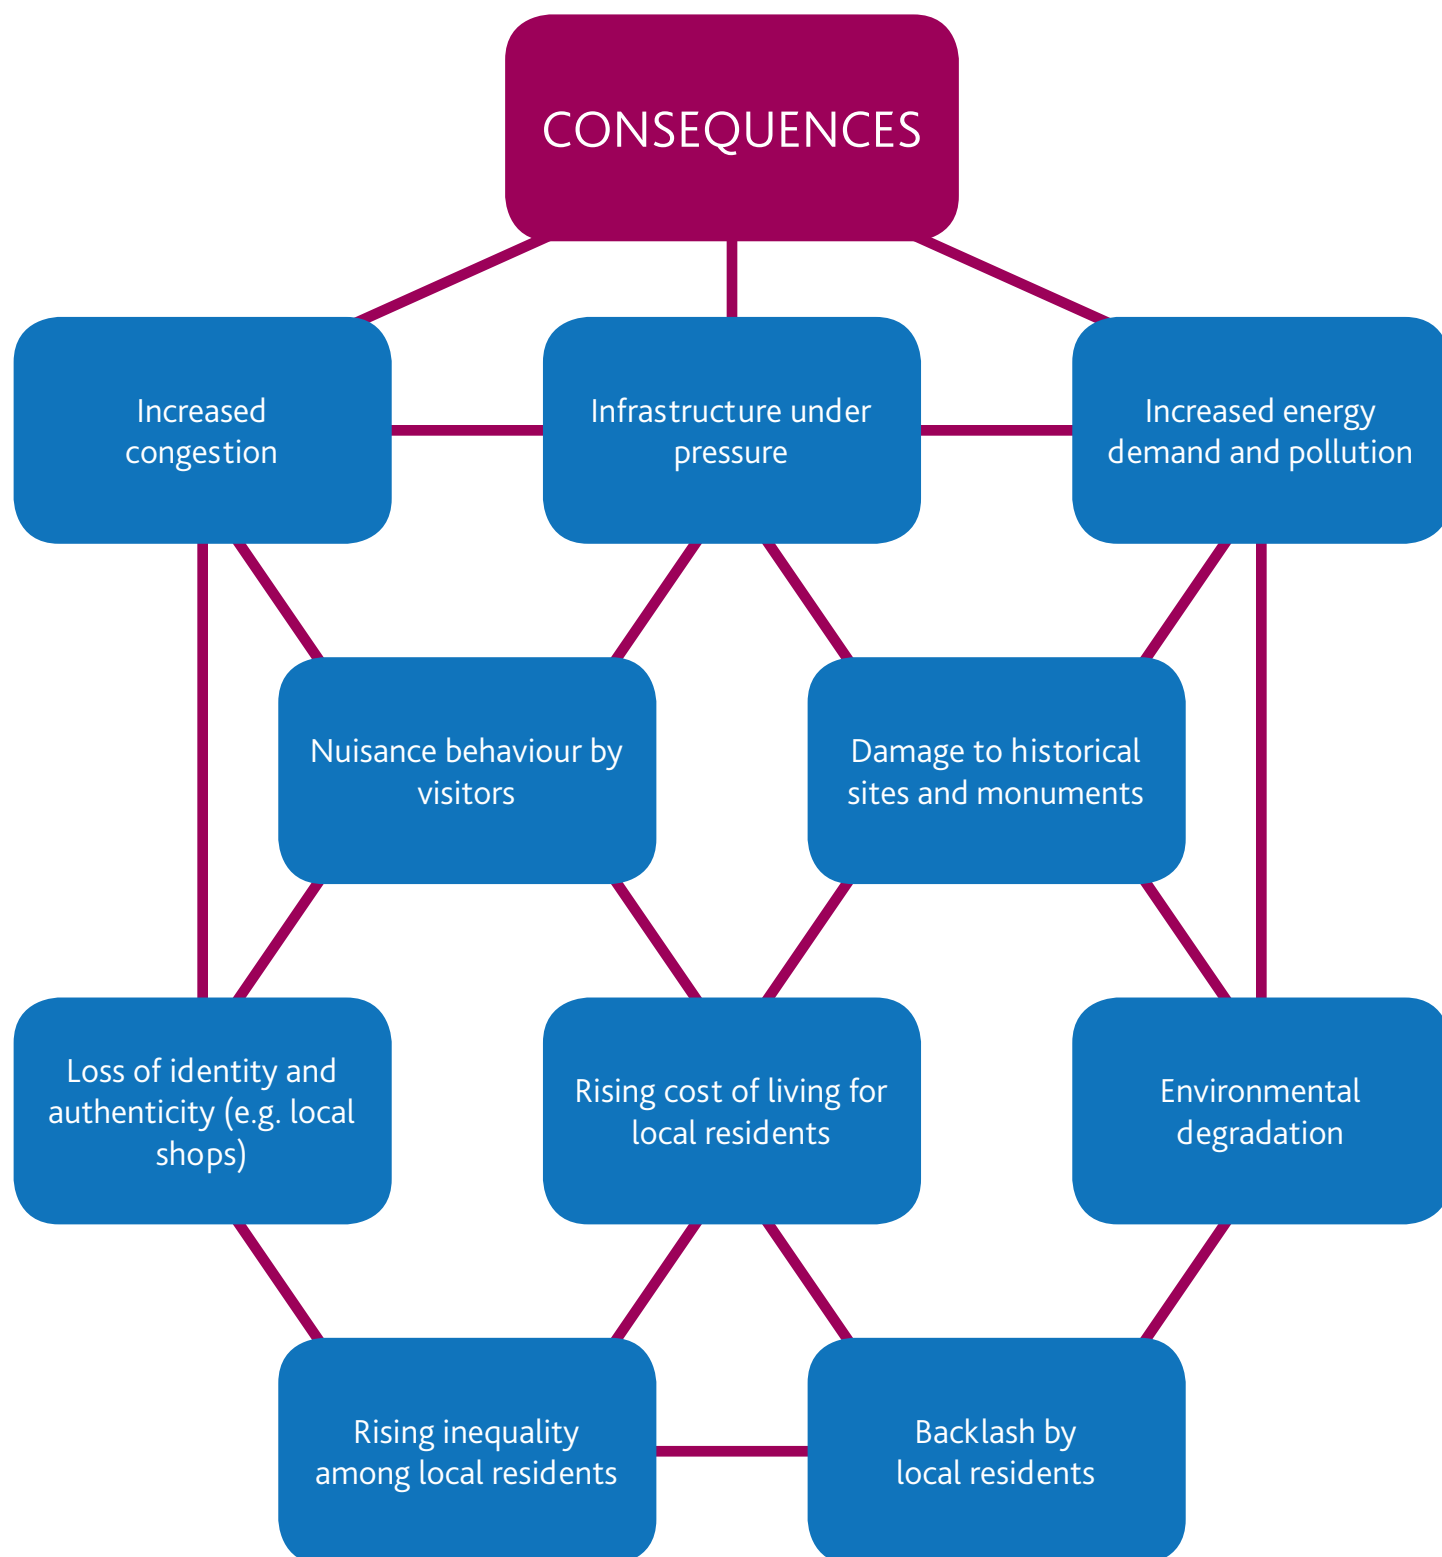 CONSEQUENCES
Increased
congestion
Infrastructure under
pressure
Increased energy
demand and pollution
Nuisance behaviour by
visitors
Damage to historical
sites and monuments
Loss of identity and
authenticity (e.g. local
shops)
Rising cost of living for
local residents
Environmental
degradation
Rising inequality
among local residents
Backlash by
local residents